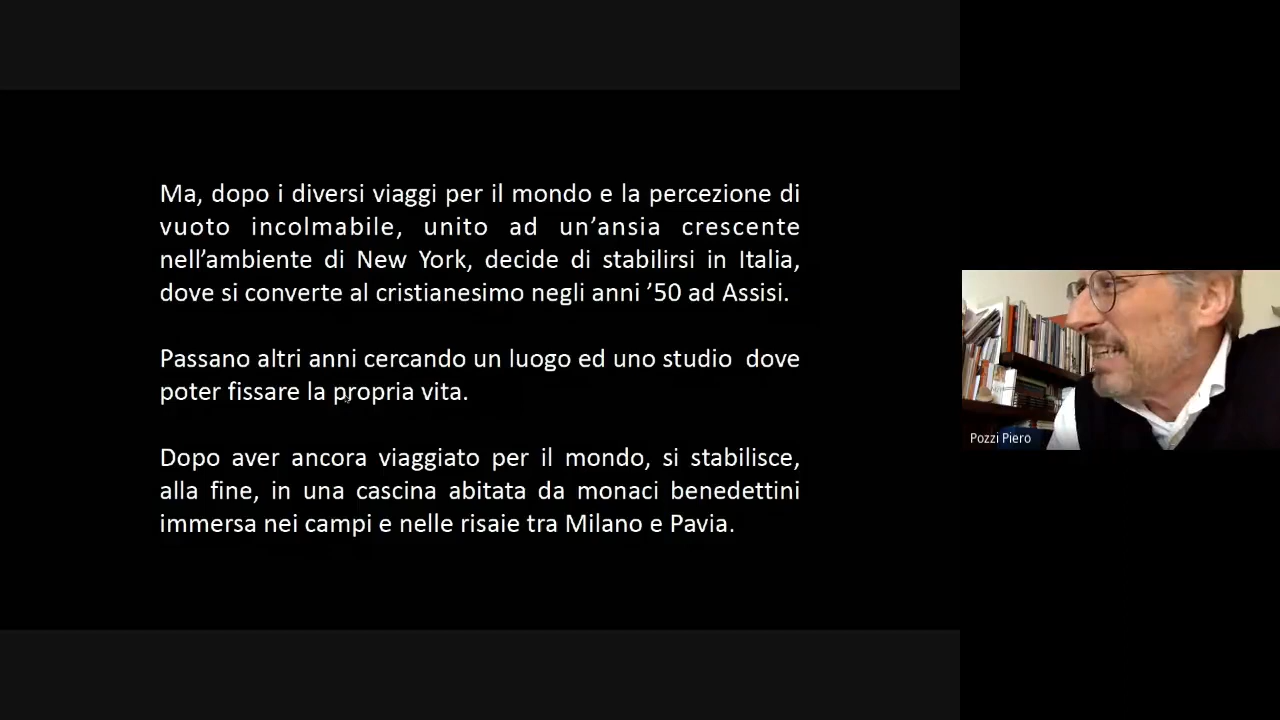 Ma, dopo i diversi viaggi per il mondo e la percezione di
vuoto incolmabile, unito ad un’ansia crescente
nell’ambiente di New York, decide di stabilirsi in Italia,
dove si converte al cristianesimo negli anni ’50 ad Assisi.
Passano altri anni cercando un luogo ed uno studio dove
poter fissare la propria vita.
Dopo aver ancora viaggiato per il mondo, si stabilisce,
alla fine, in una cascina abitata da monaci benedettini
immersa nei campi e nelle risaie tra Milano e Pavia.
Pozzi Piero